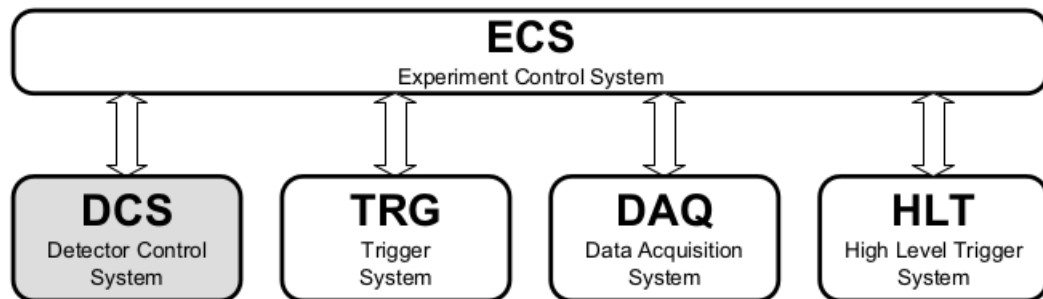 ECS
Experiment Control System
DCS
Detector Control
System
TRG
Trigger
System
DAQ
Data Acquisition
System
HLT
High Level Trigger
System